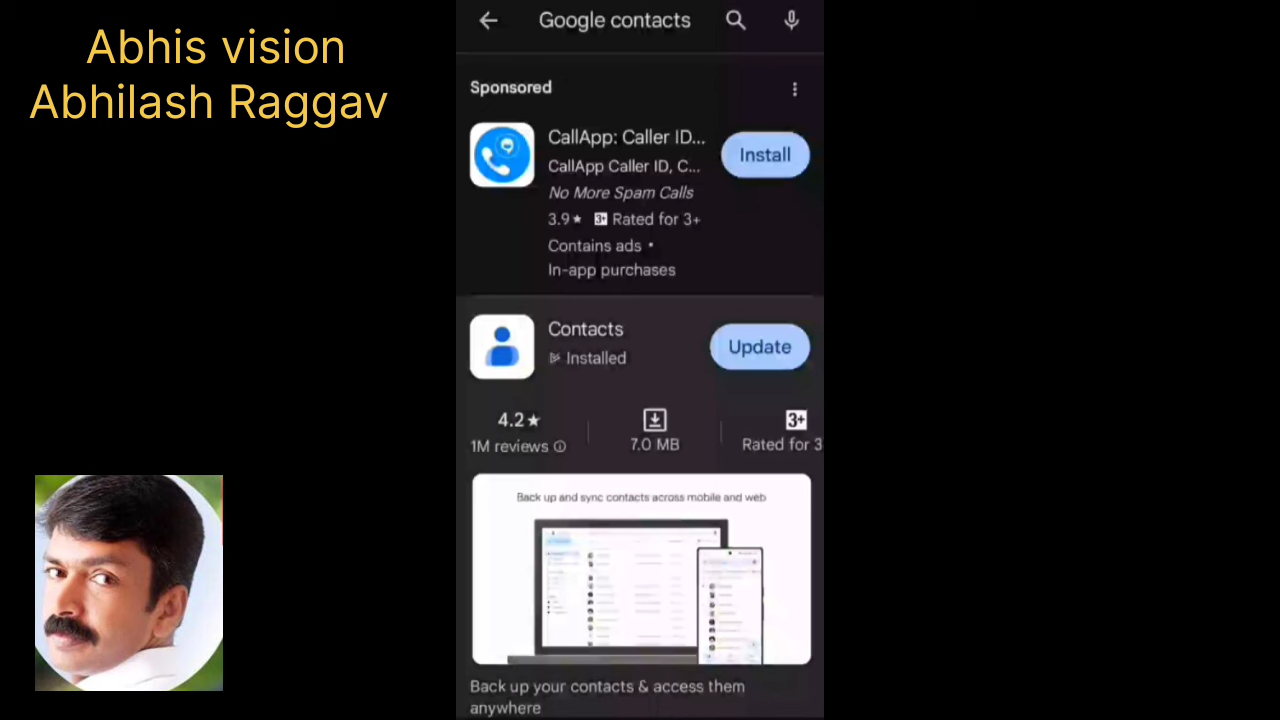 Abhis vision
Abhilash Raggav
Google contacts
Sponsored
CallApp: Caller ID...
Install
CallApp Caller ID, C...
No More Spam Calls
3.9★ 3+ Rated for 3+
Contains ads •
In-app purchases
Contacts
Installed
Update
4.2★
3+
1M reviews
7.0 MB
Rated for 3
Back up and sync contacts across mobile and web
Back up your contacts & access them
anywhere